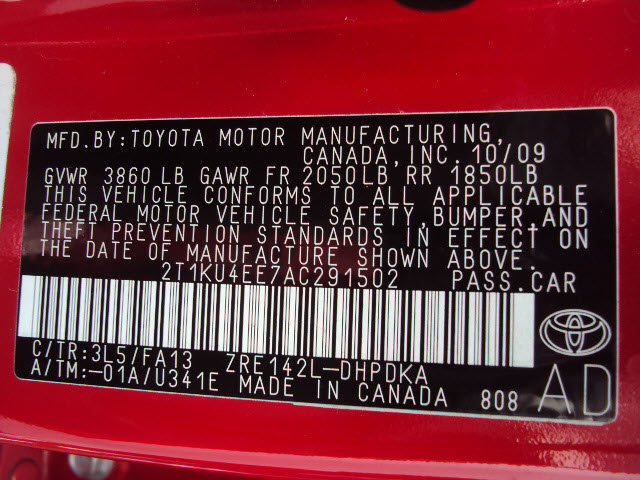 MFD.BY:TOYOTA MOTOR MANUFACTURING,
CANADA,INC.10/09
GVWR 3860 LB GAWR FR 2050LB RR 1850LB
THIS VEHICLE CONFORMS TO ALL APPLICABLE
FEDERAL MOTOR VEHICLE SAFETY,BUMPER,AND
THEFT PREVENTION STANDARDS IN EFFECT ON
THE DATE OF MANUFACTURE SHOWN ABOVE.
2T1KU4EE7AC291502 PASS.CAR
C/TR:3L5/FA13 ZRE142L-DHPDKA
A/TM:-01A/U341E MADE IN CANADA 808 AD